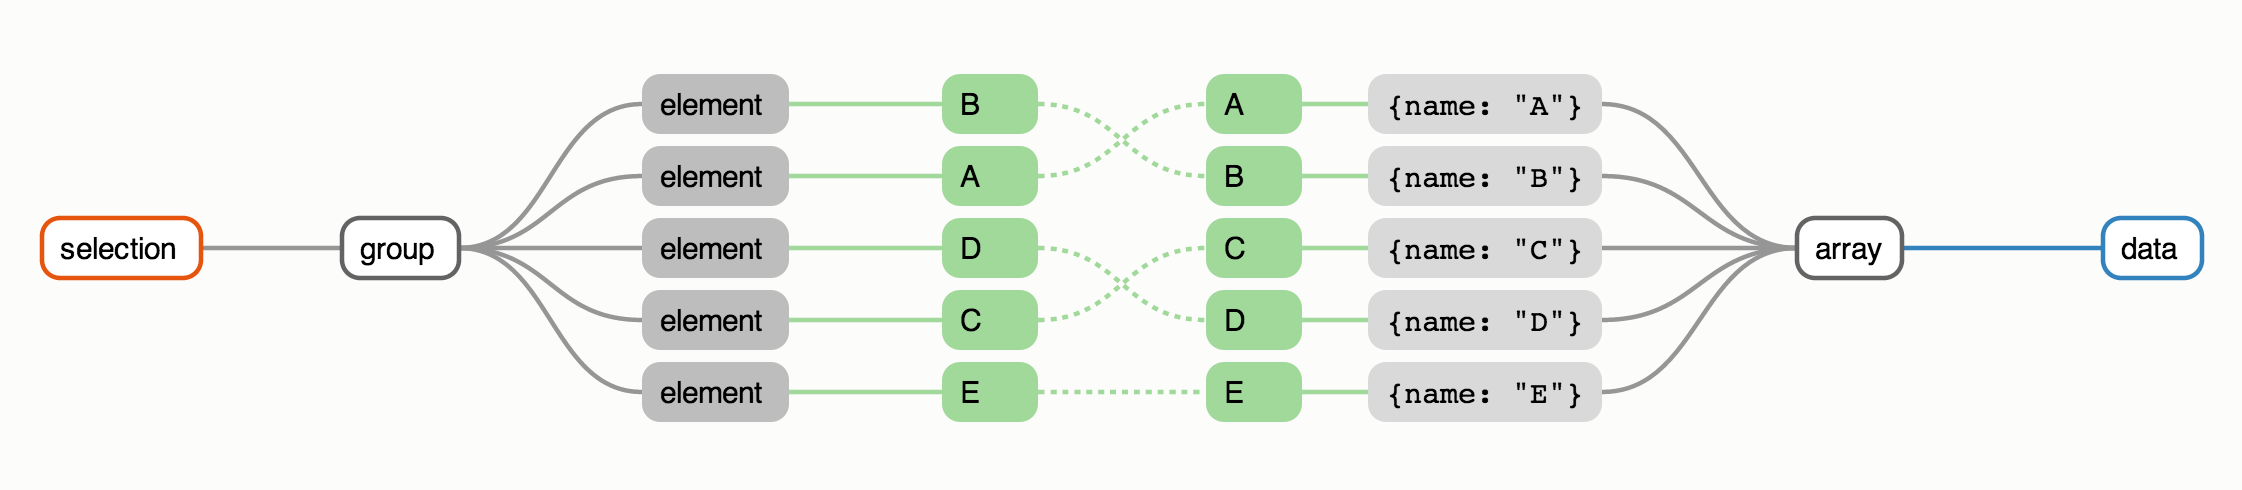 selection
group
element
B
A
{name: "A"}
element
A
B
{name: "B"}
element
D
C
{name: "C"}
element
C
D
{name: "D"}
element
E
E
{name: "E"}
array
data